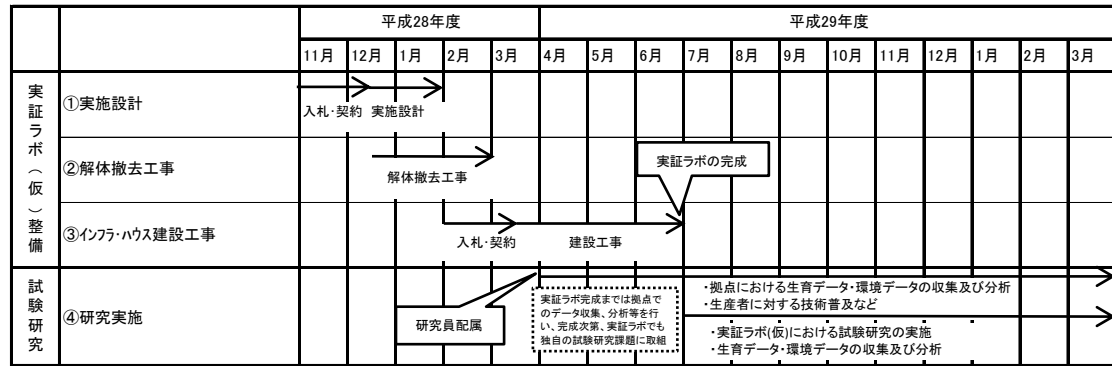 平成28年度 平成29年度
11月 12月 1月 2月 3月 4月 5月 6月 7月 8月 9月 10月 11月 12月 1月 2月 3月
実証ラボ（仮）整備
①実施設計
入札・契約 実施設計
②解体撤去工事
解体撤去工事
実証ラボの完成
③インフラ・ハウス建設工事
入札・契約 建設工事
試験研究
④研究実施
研究員配属
実証ラボ完成までは拠点で
のデータ収集、分析等を行
い、完成次第、実証ラボでも
独自の試験研究課題に取組
・拠点における生育データ・環境データの収集及び分析
・生産者に対する技術普及など
・実証ラボ(仮)における試験研究の実施
・生育データ・環境データの収集及び分析